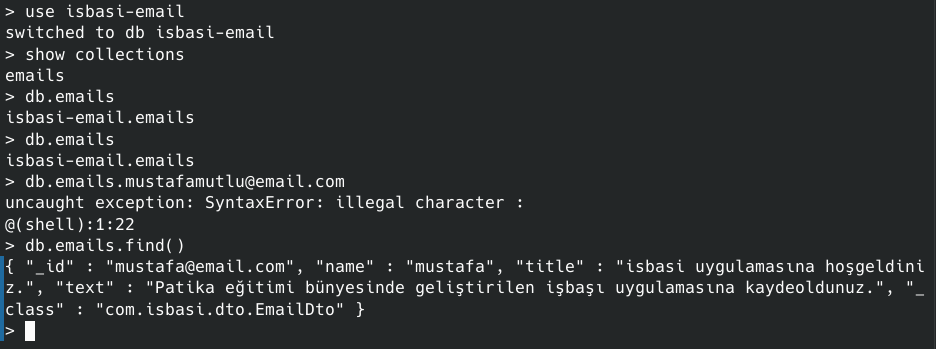 > use isbasi-email
switched to db isbasi-email
> show collections
emails
> db.emails
isbasi-email.emails
> db.emails
isbasi-email.emails
> db.emails.mustafamutlu@email.com
uncaught exception: SyntaxError: illegal character :
@(shell):1:22
> db.emails.find()
{ "_id" : "mustafa@email.com", "name" : "mustafa", "title" : "isbasi uygulamasına hoşgeldini
z.", "text" : "Patika eğitimi bünyesinde geliştirilen işbaşı uygulamasına kaydeoldunuz.", "_
class" : "com.isbasi.dto.EmailDto" }
>